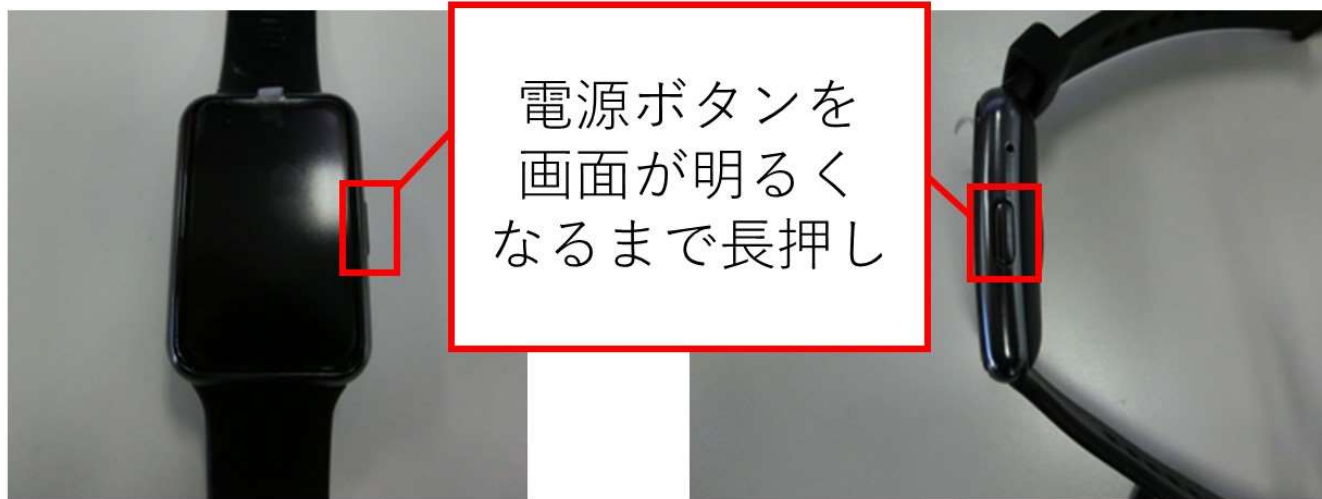 電源ボタンを
画面が明るく
なるまで長押し